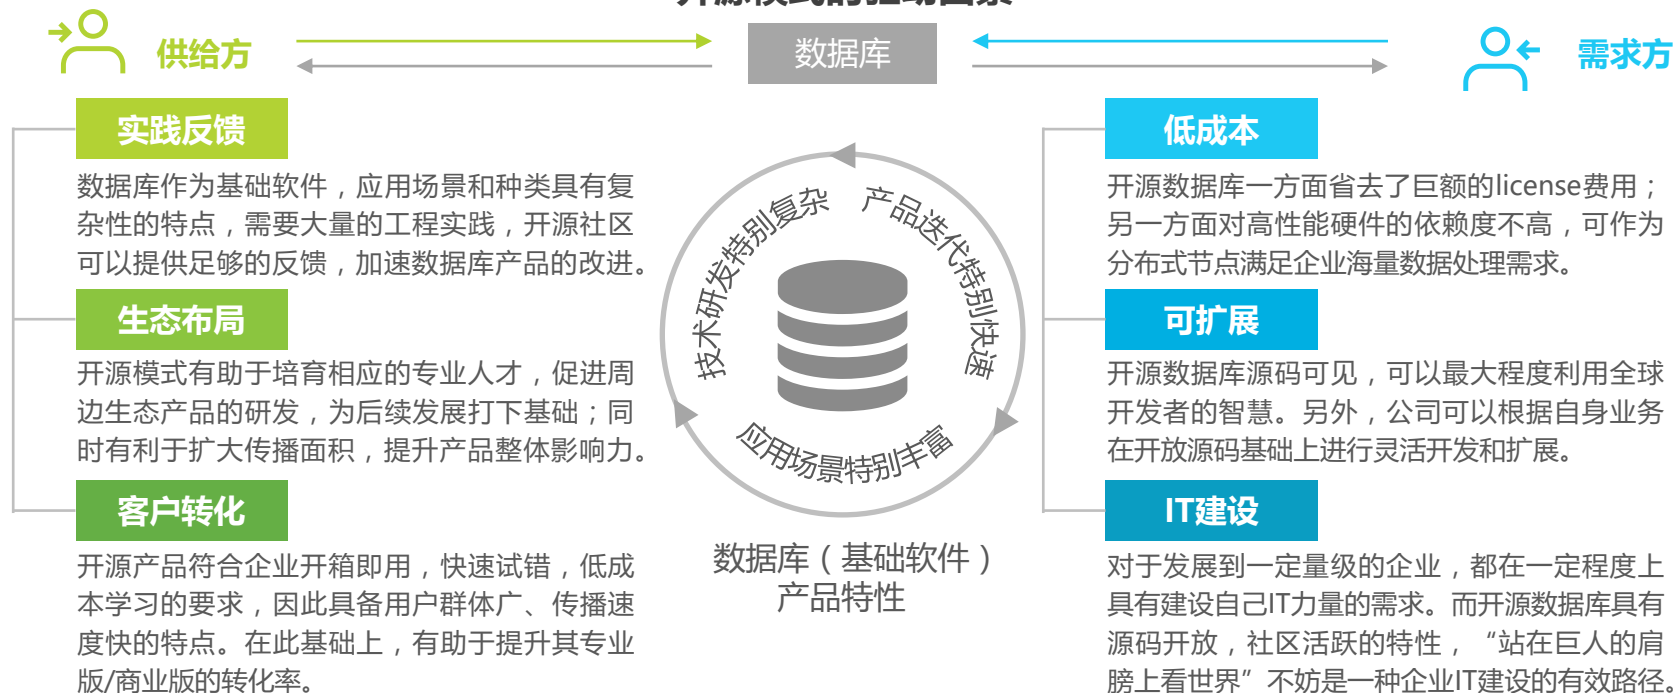 开源模式的驱动因素
供给方
数据库
需求方
实践反馈
数据库作为基础软件，应用场景和种类具有复
杂性的特点，需要大量的工程实践，开源社区
可以提供足够的反馈，加速数据库产品的改进。
生态布局
开源模式有助于培育相应的专业人才，促进周
边生态产品的研发，为后续发展打下基础；同
时有利于扩大传播面积，提升产品整体影响力。
客户转化
开源产品符合企业开箱即用，快速试错，低成
本学习的要求，因此具备用户群体广、传播速
度快的特点。在此基础上，有助于提升其专业
版/商业版的转化率。
技术研发特别复杂
产品迭代特别快速
应用场景特别丰富
数据库（基础软件）
产品特性
低成本
开源数据库一方面省去了巨额的license费用；
另一方面对高性能硬件的依赖度不高，可作为
分布式节点满足企业海量数据处理需求。
可扩展
开源数据库源码可见，可以最大程度利用全球
开发者的智慧。另外，公司可以根据自身业务
在开放源码基础上进行灵活开发和扩展。
IT建设
对于发展到一定量级的企业，都在一定程度上
具有建设自己IT力量的需求。而开源数据库具有
源码开放，社区活跃的特性，“站在巨人的肩
膀上看世界”不妨是一种企业IT建设的有效路径。